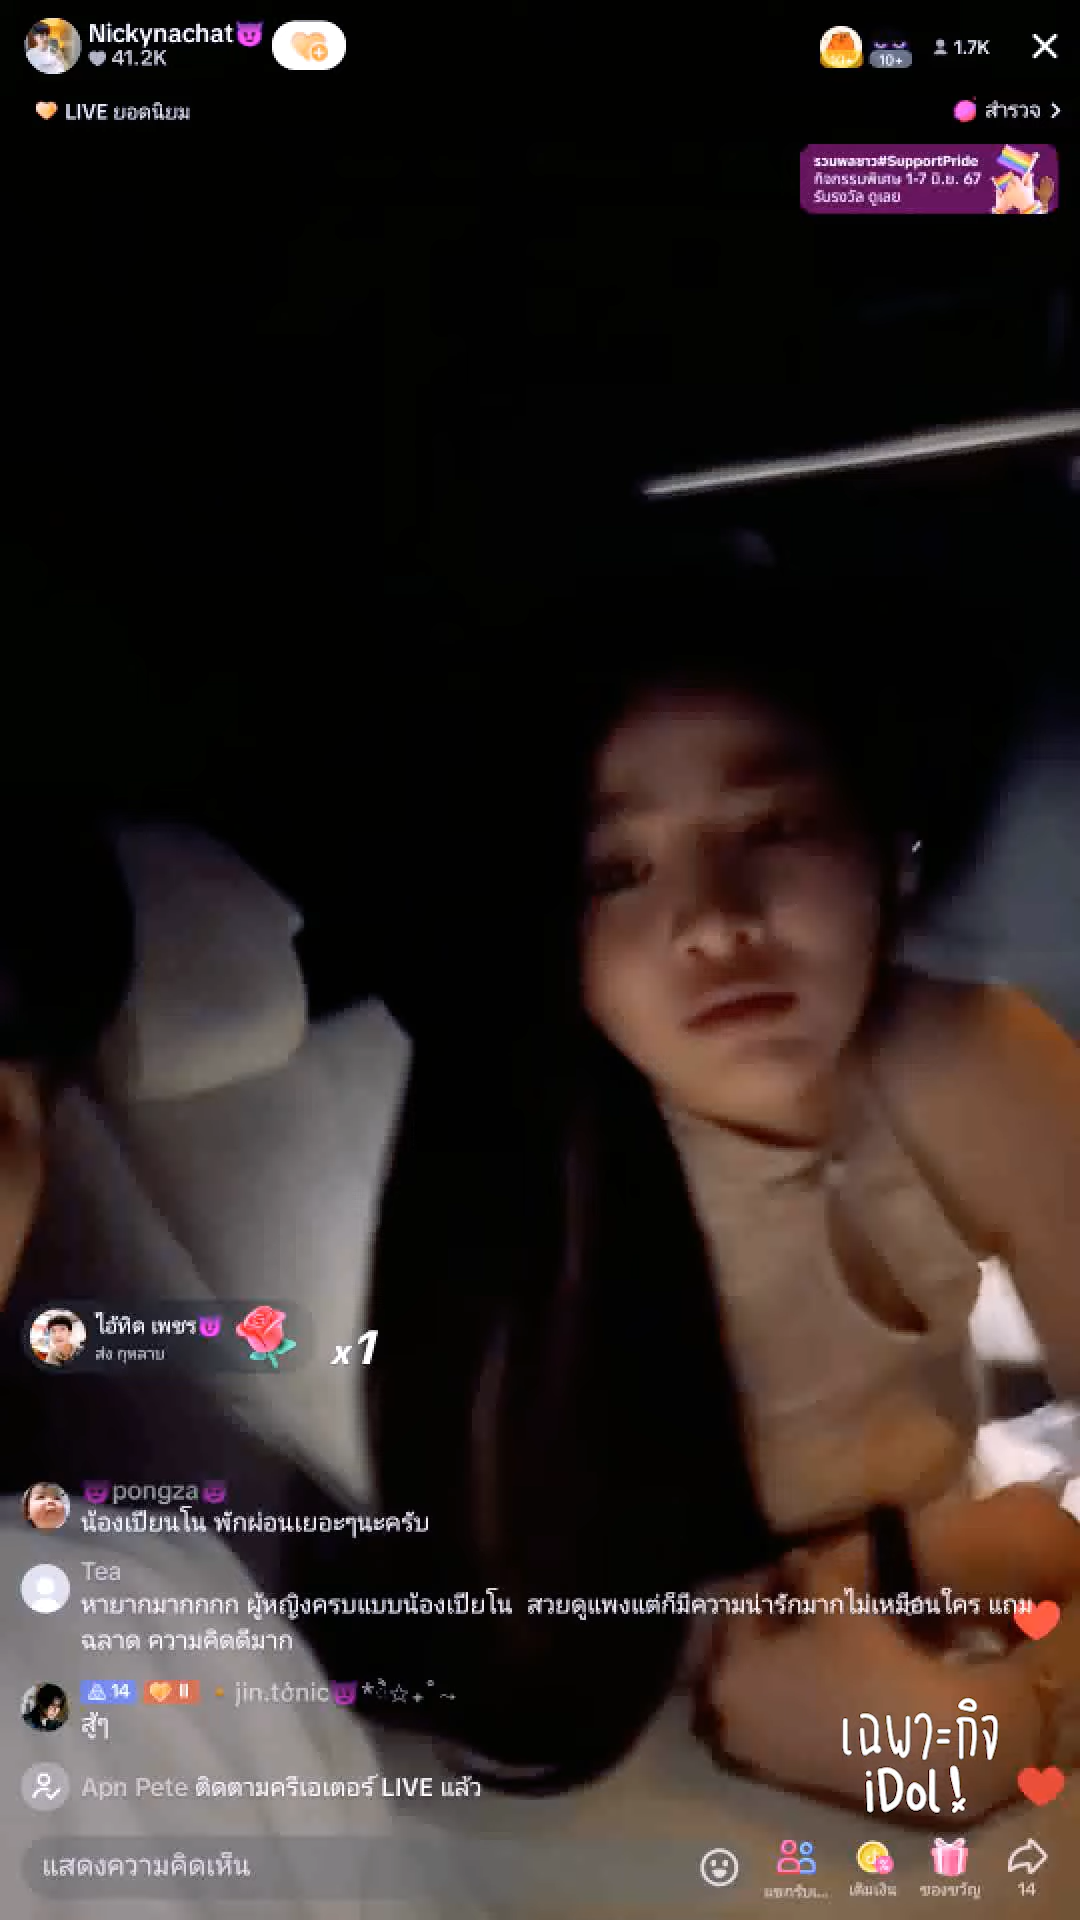 Nickynachat😈
41.2K
10+
10+
1.7K
LIVE ยอดนิยม
สำรวจ
รวมพลชาว#SupportPride
กิจกรรมพิเศษ 1-7 มิ.ย. 67
รับรางวัล ดูเลย
ไอ้ทิด เพชร😈
ส่ง กุหลาบ
x1
😈pongza😈
น้องเปียนโน พักผ่อนเยอะๆนะครับ
Tea
หายากมากกกก ผู้หญิงครบแบบน้องเปียโน สวยดูแพงแต่ก็มีความน่ารักมากไม่เหมือนใคร แถม
ฉลาด ความคิดดีมาก
14 II jin.tónic😈
สู้ๆ
เฉพาะกิจ
iDol!
Apn Pete ติดตามครีเอเตอร์ LIVE แล้ว
แสดงความคิดเห็น
แขกรับเ...
เติมเงิน
ของขวัญ
14